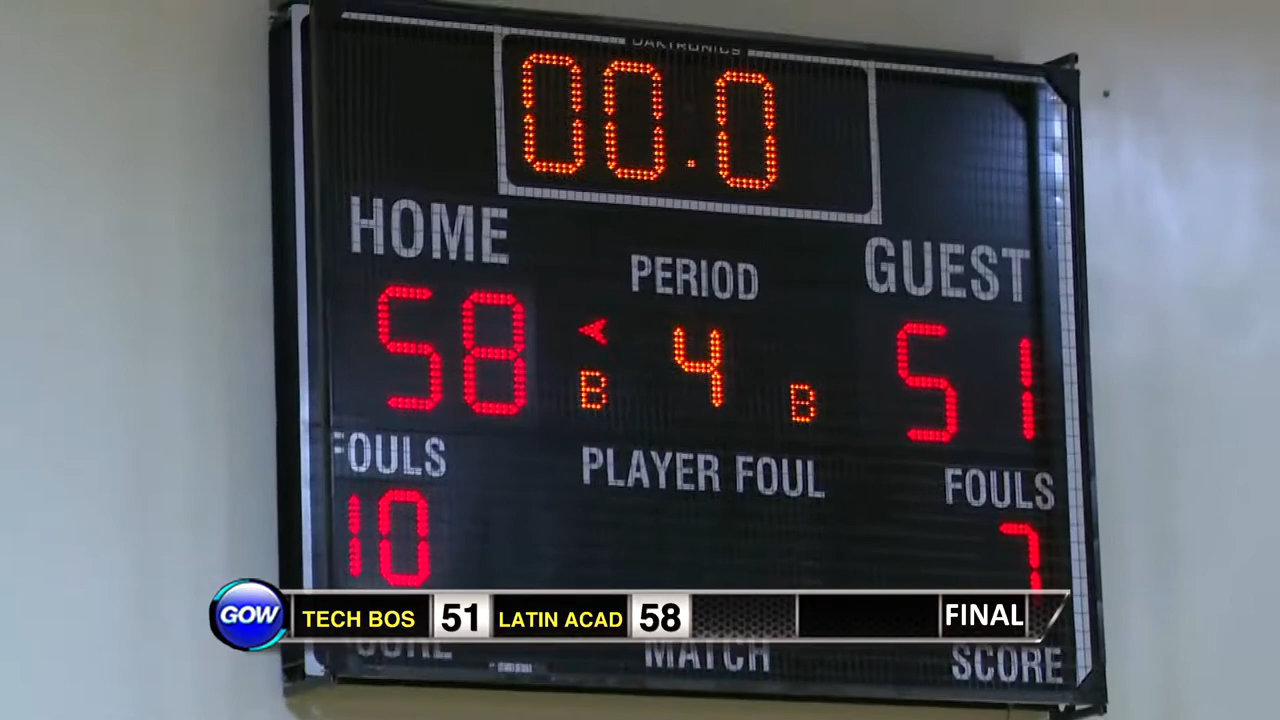 DAKTRONICS
00.0
HOME
PERIOD
GUEST
58
B 4 B
51
FOULS
PLAYER FOUL
FOULS
10
7
GOW TECH BOS 51 LATIN ACAD 58 FINAL
SCORE
MATCH
SCORE